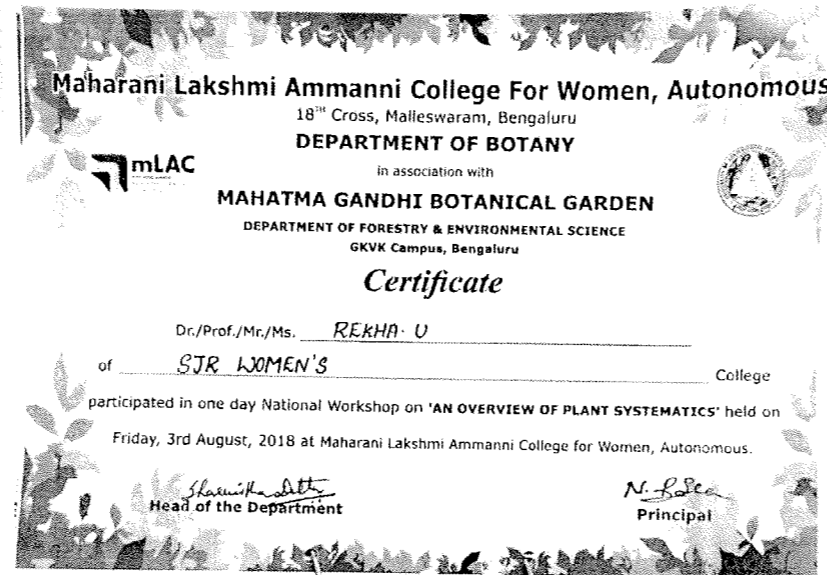 Maharani Lakshmi Ammanni College For Women, Autonomous
18TH Cross, Malleswaram, Bengaluru
DEPARTMENT OF BOTANY
mLAC
in association with
MAHATMA GANDHI BOTANICAL GARDEN
DEPARTMENT OF FORESTRY & ENVIRONMENTAL SCIENCE
GKVK Campus, Bengaluru
Certificate
Dr./Prof./Mr./Ms. REKHA. U
of SJR WOMEN'S College
participated in one day National Workshop on 'AN OVERVIEW OF PLANT SYSTEMATICS' held on
Friday, 3rd August, 2018 at Maharani Lakshmi Ammanni College for Women, Autonomous.
Head of the Department
Principal